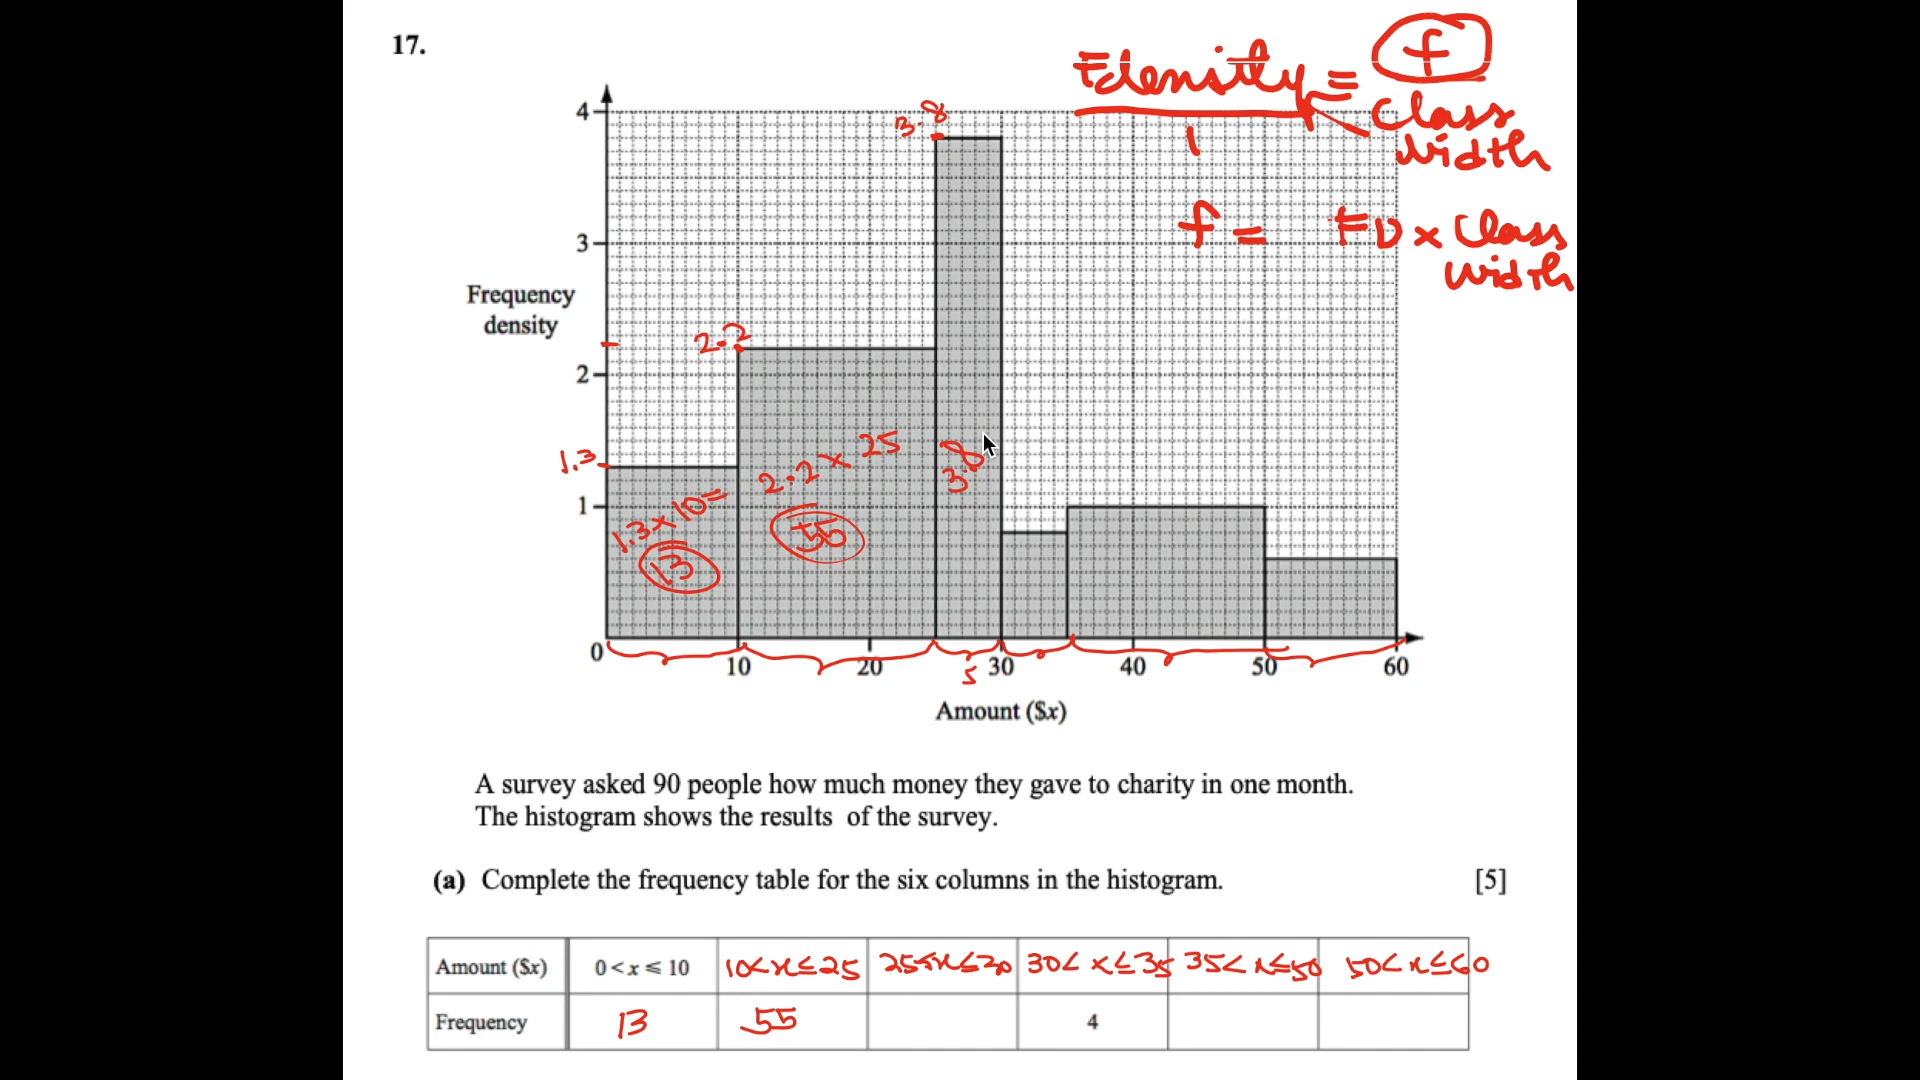 17.
Fdensity = f
Class
Width
f = FD x Class
Width
4
3
2
1
0
Frequency
density
3.8
2.2
1.3
1.3 x 10 =
13
2.2 x 25
55
3.8
5
10
20
30
40
50
60
Amount ($x)
A survey asked 90 people how much money they gave to charity in one month.
The histogram shows the results of the survey.
(a) Complete the frequency table for the six columns in the histogram. [5]
Amount ($x) 0 < x ⩽ 10 10 < x ≤ 25 25 < x ≤ 30 30 < x ≤ 35 35 < x ≤ 50 50 < x ≤ 60
Frequency 13 55 4